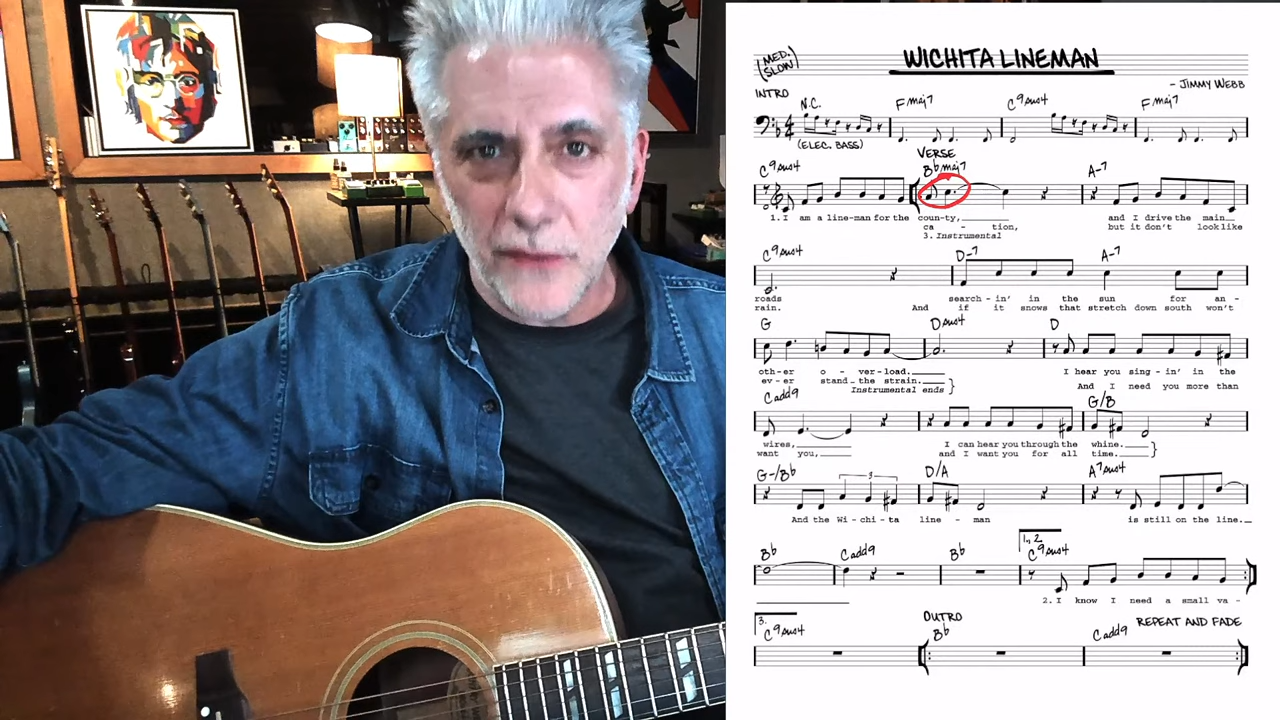 (MED. SLOW)
WICHITA LINEMAN
- JIMMY WEBB
INTRO
N.C. Fmaj7 C9sus4 Fmaj7
(ELEC. BASS)
VERSE
C9sus4 Bbmaj7 A-7
1. I am a line-man for the coun-ty, and I drive the main
ca - tion, but it don't look like
3. Instrumental
C9sus4 D-7 A-7
roads search - in' in the sun for an -
rain. And if it snows that stretch down south won't
G Dsus4 D
oth-er o - ver-load. I hear you sing - in' in the
ev-er stand the strain. And I need you more than
Instrumental ends }
Cadd9 G/B
wires, I can hear you through the whine.
want you, and I want you for all time. }
G-/Bb D/A A7sus4
3
And the Wi-chi-ta line - man is still on the line.
Bb Cadd9 Bb 1, 2. C9sus4
2. I know I need a small va -
3. OUTRO
C9sus4 Bb Cadd9 REPEAT AND FADE